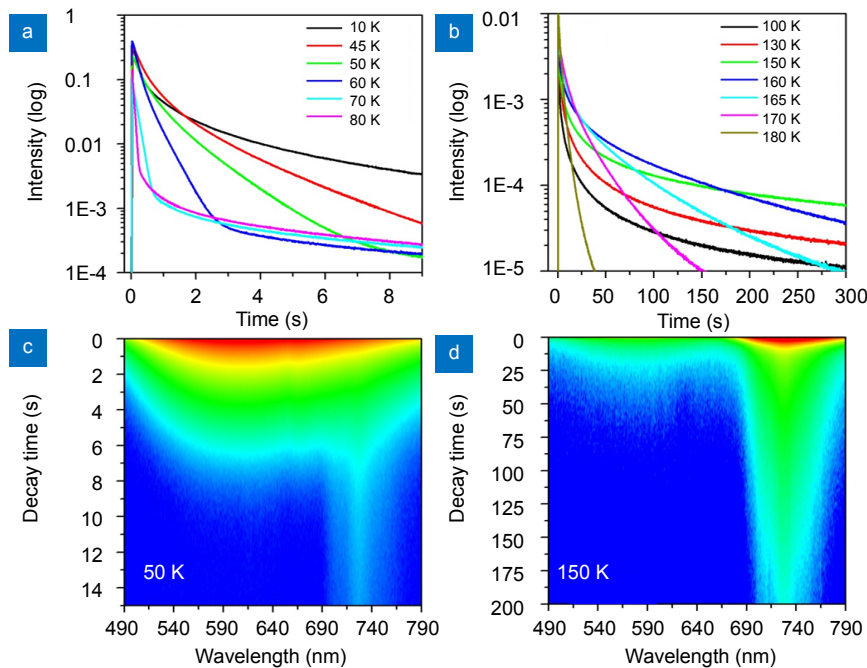 a
Intensity (log)
1
0.1
0.01
1E-3
1E-4
0 2 4 6 8
Time (s)
10 K
45 K
50 K
60 K
70 K
80 K
b
Intensity (log)
1E-3
1E-4
1E-5
0 50 100 150 200 250 300
Time (s)
100 K
130 K
150 K
160 K
165 K
170 K
180 K
c
Decay time (s)
0
2
4
6
8
10
12
14
50 K
490 540 590 640 690 740 790
Wavelength (nm)
d
Decay time (s)
0
25
50
75
100
125
150
175
200
150 K
490 540 590 640 690 740 790
Wavelength (nm)